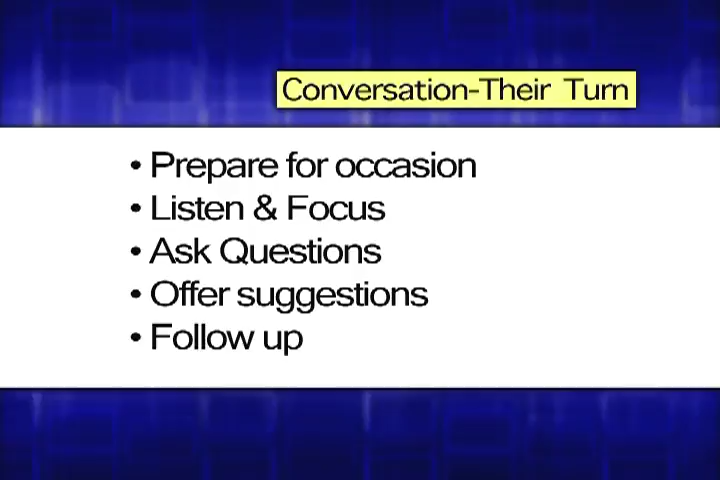 Conversation-Their Turn
• Prepare for occasion
• Listen & Focus
• Ask Questions
• Offer suggestions
• Follow up